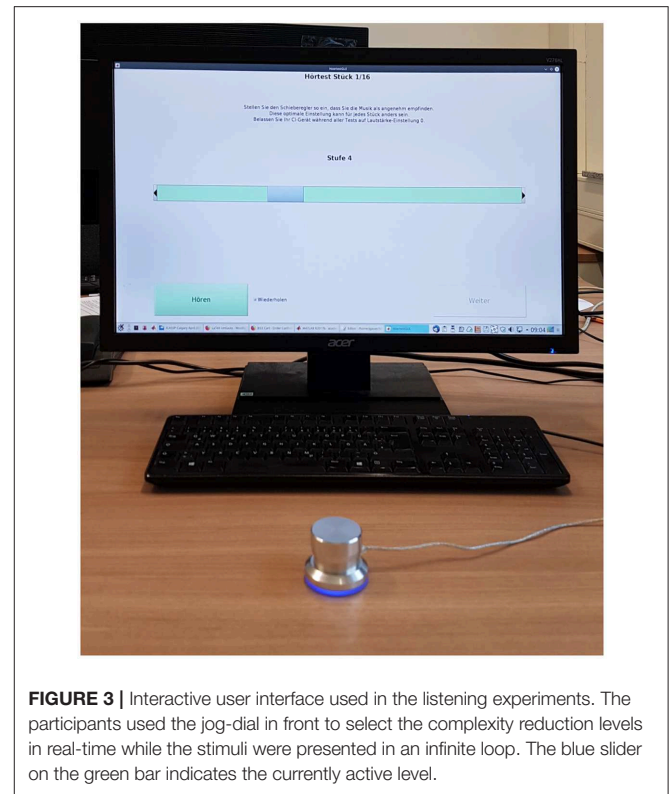 Hörtest Stück 1/16
Stellen Sie den Schieberegler so ein, dass Sie die Musik als angenehm empfinden.
Diese optimale Einstellung kann für jedes Stück anders sein.
Belassen Sie Ihr CI-Gerät während aller Tests auf Lautstärke-Einstellung 0.
Stufe 4
Hören
= Wiederholen
Weiter
09:04
acer
FIGURE 3 | Interactive user interface used in the listening experiments. The
participants used the jog-dial in front to select the complexity reduction levels
in real-time while the stimuli were presented in an infinite loop. The blue slider
on the green bar indicates the currently active level.